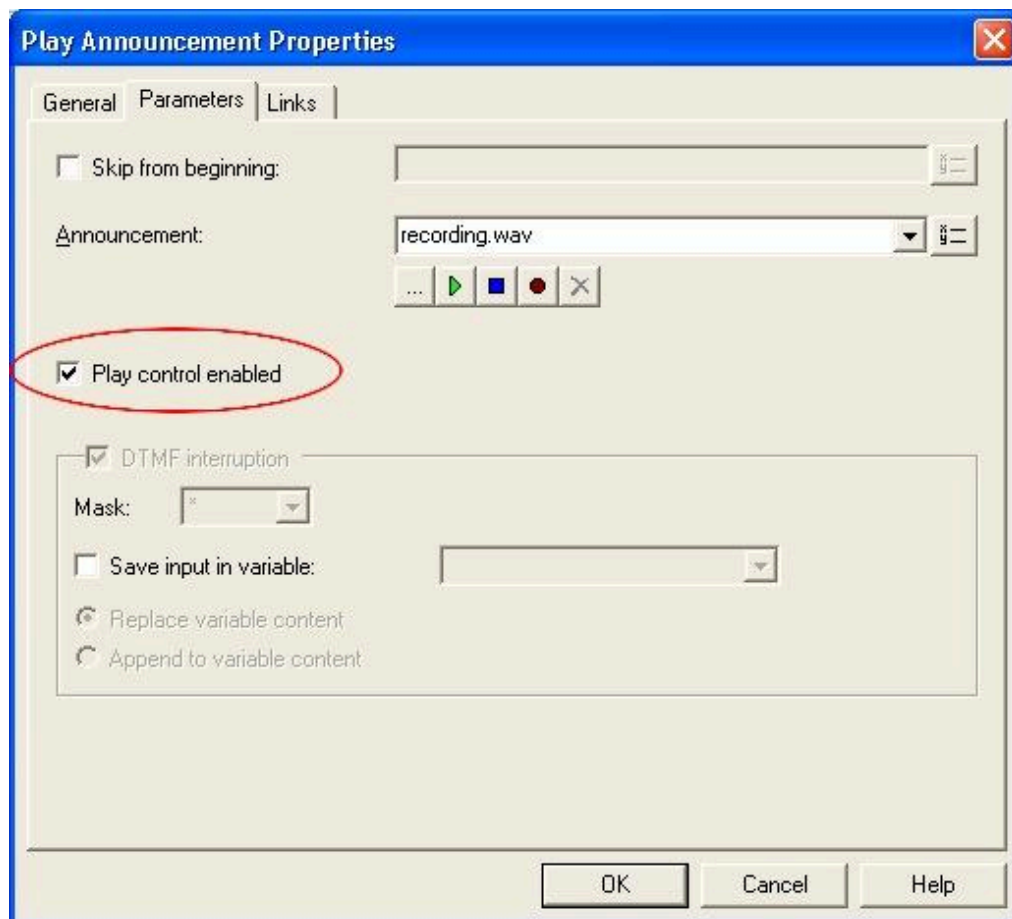 Play Announcement Properties
General Parameters Links
Skip from beginning:
Announcement:
recording.wav
...
Play control enabled
DTMF interruption
Mask: *
Save input in variable:
Replace variable content
Append to variable content
OK Cancel Help